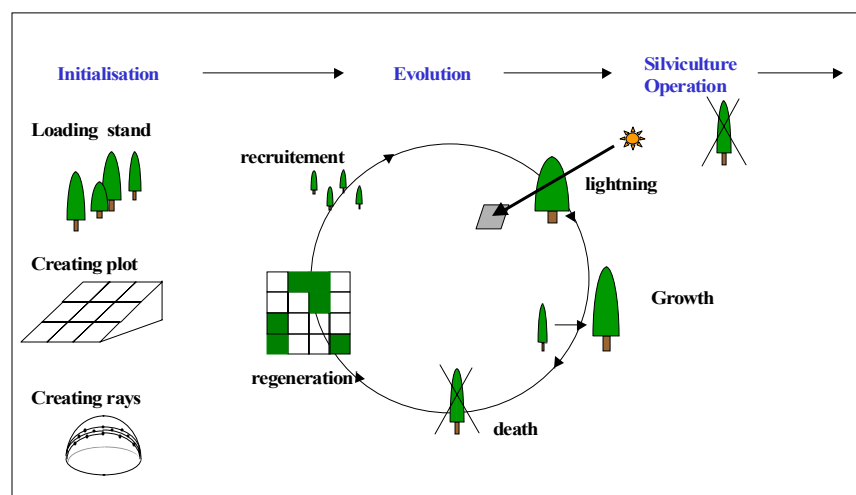 Initialisation
Evolution
Silviculture
Operation
Loading stand
recruitement
lightning
Creating plot
Growth
regeneration
Creating rays
death